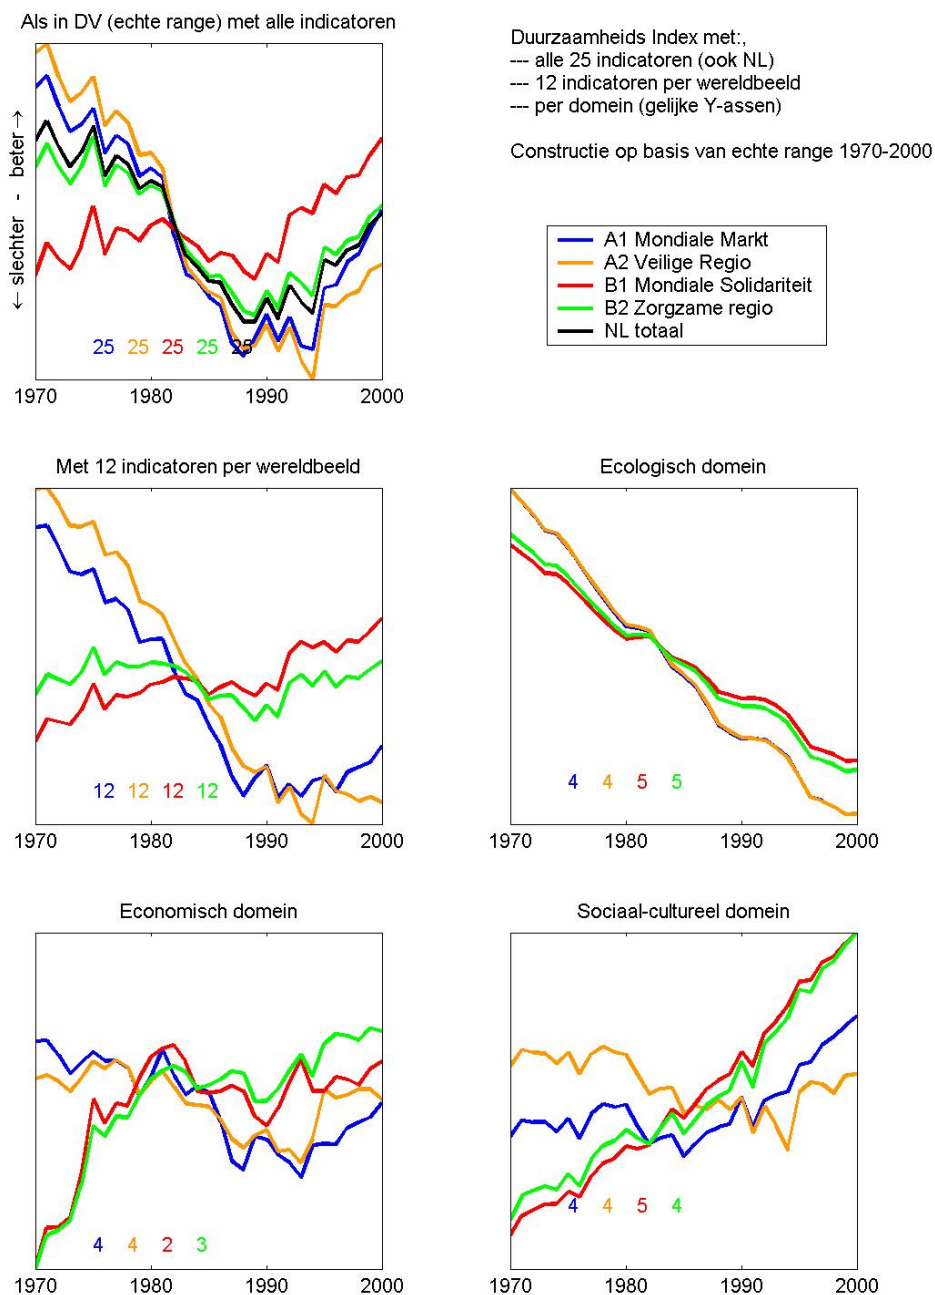 Als in DV (echte range) met alle indicatoren
Duurzaamheids Index met:,
--- alle 25 indicatoren (ook NL)
--- 12 indicatoren per wereldbeeld
--- per domein (gelijke Y-assen)
Constructie op basis van echte range 1970-2000
← slechter - beter →
A1 Mondiale Markt
A2 Veilige Regio
B1 Mondiale Solidariteit
B2 Zorgzame regio
NL totaal
25 25 25 25 25
1970 1980 1990 2000
Met 12 indicatoren per wereldbeeld
12 12 12 12
1970 1980 1990 2000
Ecologisch domein
4 4 5 5
1970 1980 1990 2000
Economisch domein
4 4 2 3
1970 1980 1990 2000
Sociaal-cultureel domein
4 4 5 4
1970 1980 1990 2000